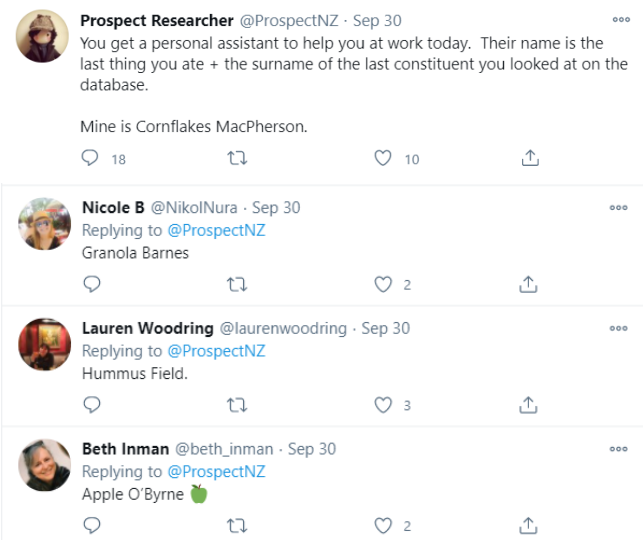 Prospect Researcher @ProspectNZ · Sep 30
You get a personal assistant to help you at work today.  Their name is the
last thing you ate + the surname of the last constituent you looked at on the
database.
Mine is Cornflakes MacPherson.
18 10
Nicole B @NikolNura · Sep 30
Replying to @ProspectNZ
Granola Barnes
2
Lauren Woodring @laurenwoodring · Sep 30
Replying to @ProspectNZ
Hummus Field.
3
Beth Inman @beth_inman · Sep 30
Replying to @ProspectNZ
Apple O'Byrne 🍏
2